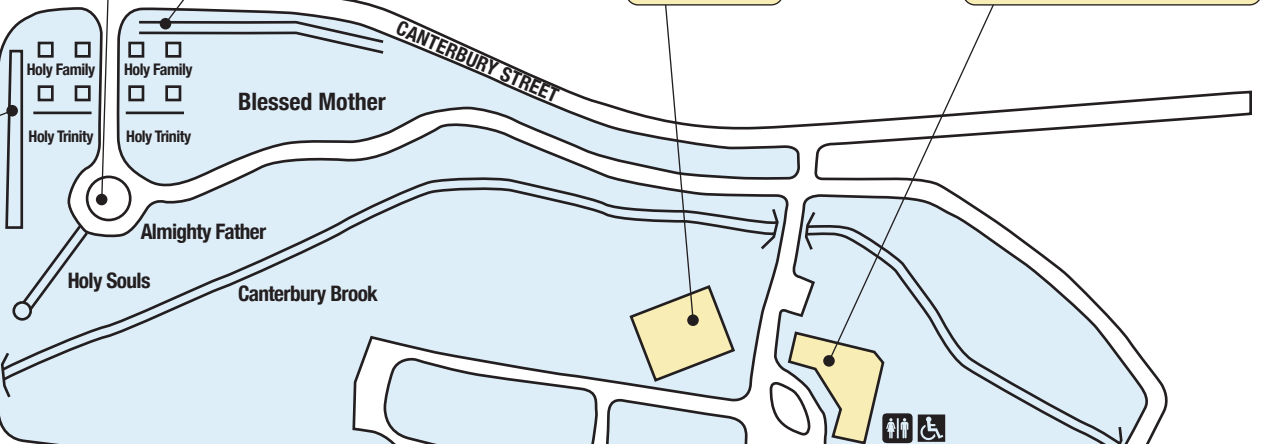 CANTERBURY STREET
Holy Family
Holy Family
Blessed Mother
Holy Trinity
Holy Trinity
Almighty Father
Holy Souls
Canterbury Brook